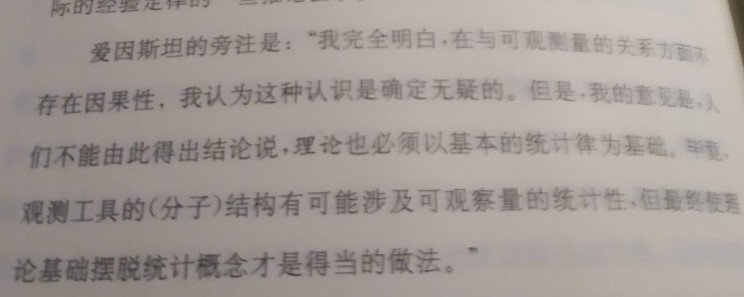 际的经验定律的一些推论
爱因斯坦的旁注是：“我完全明白，在与可观测量的关系方面不
存在因果性，我认为这种认识是确定无疑的。但是，我的意见是，人
们不能由此得出结论说，理论也必须以基本的统计律为基础。毕竟，
观测工具的(分子)结构有可能涉及可观察量的统计性，但最终使理
论基础摆脱统计概念才是得当的做法。”